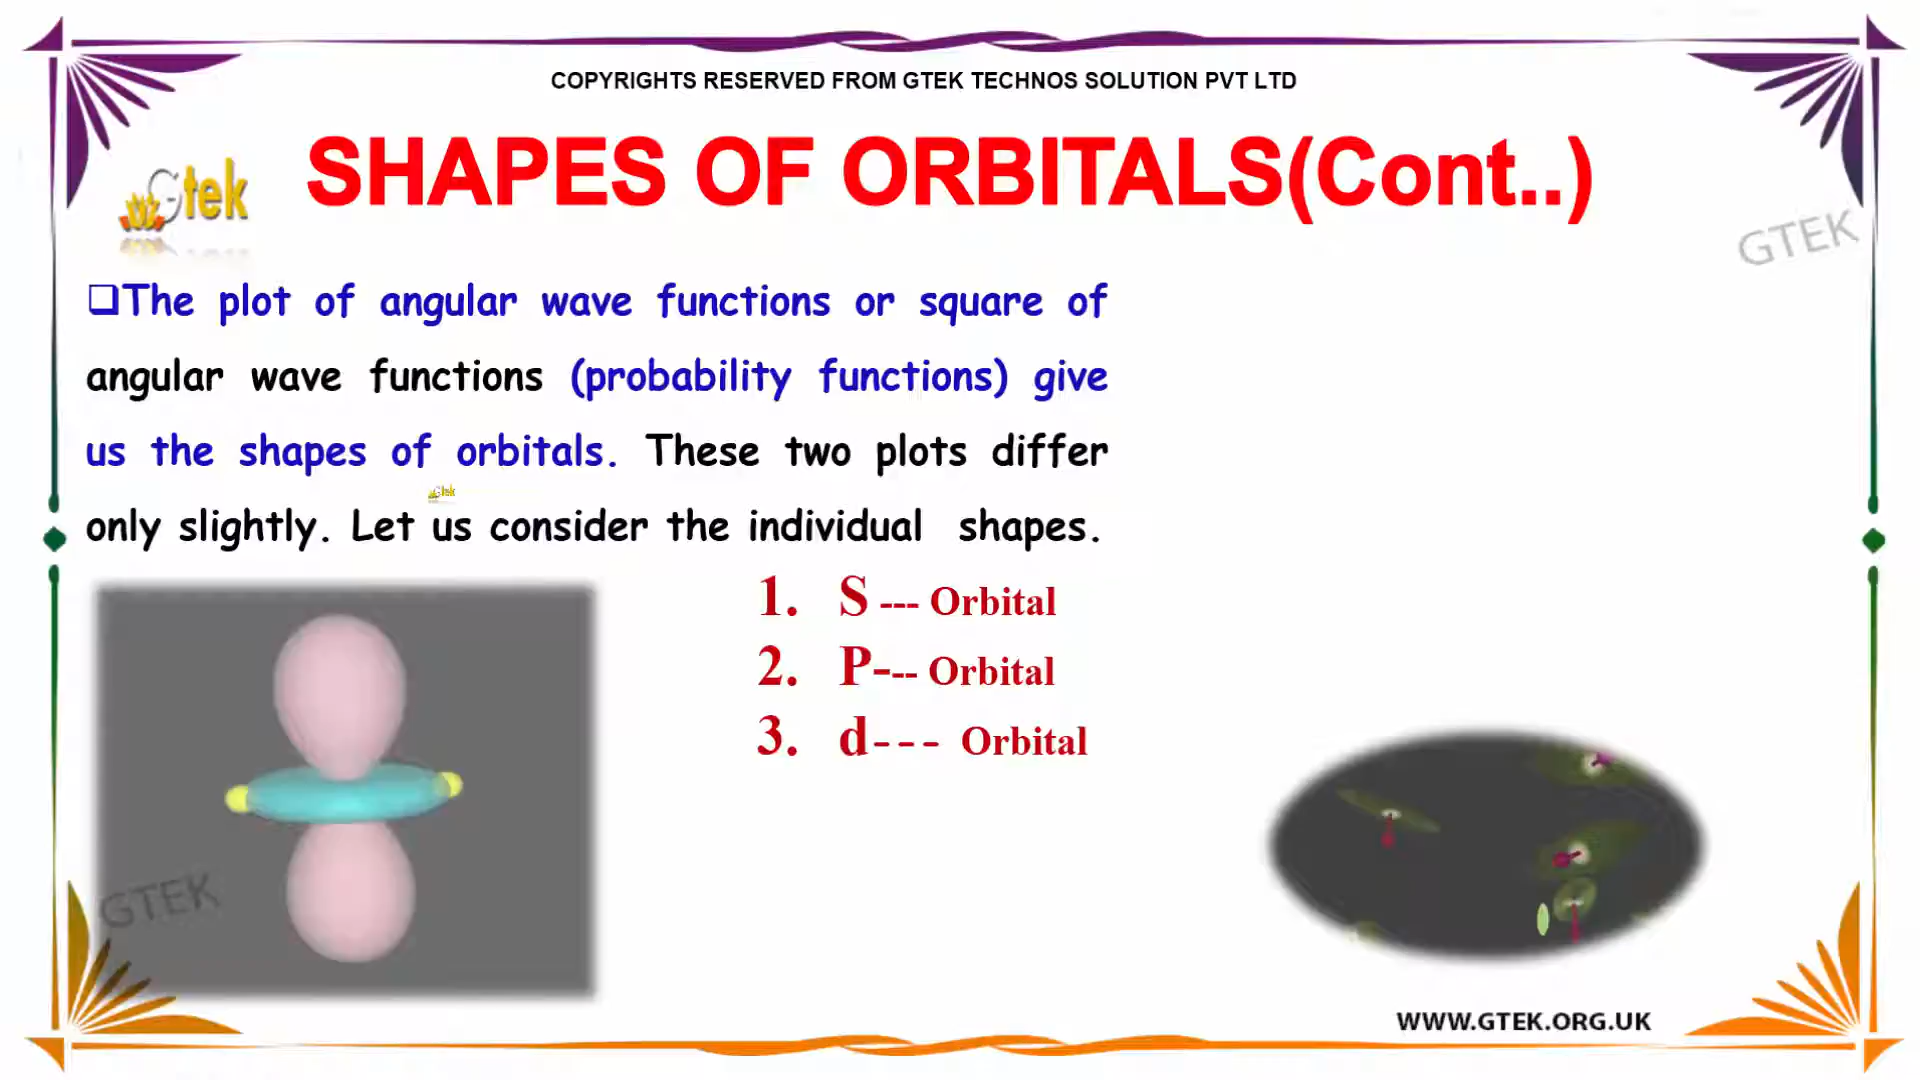 COPYRIGHTS RESERVED FROM GTEK TECHNOS SOLUTION PVT LTD
SHAPES OF ORBITALS(Cont..)
Gtek
GTEK
❑The plot of angular wave functions or square of
angular wave functions (probability functions) give
us the shapes of orbitals. These two plots differ
Gtek
only slightly. Let us consider the individual shapes.
1. S --- Orbital
2. P--- Orbital
3. d--- Orbital
GTEK
WWW.GTEK.ORG.UK